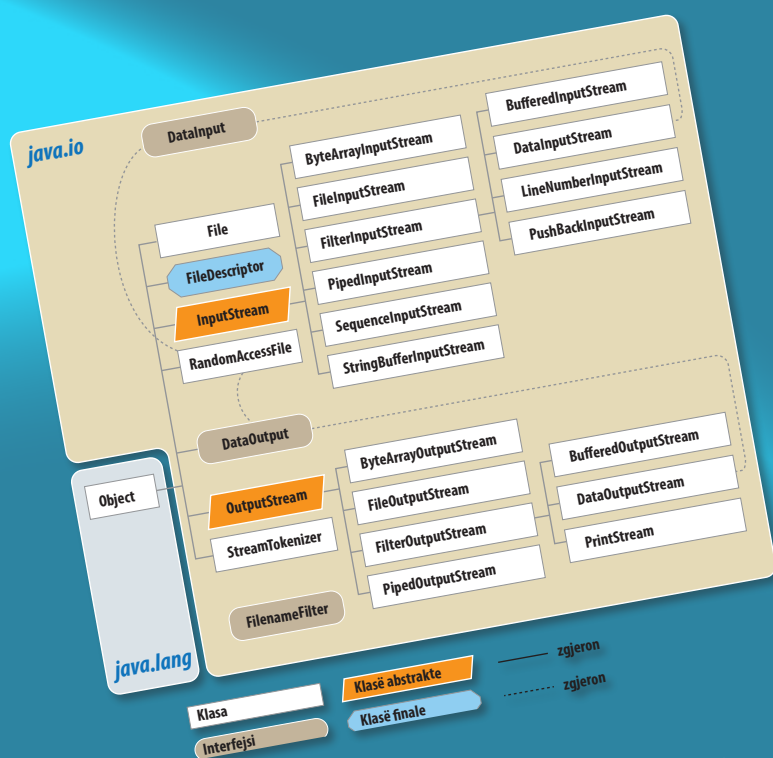 java.io
DataInput
File
FileDescriptor
InputStream
RandomAccessFile
ByteArrayInputStream
FileInputStream
FilterInputStream
PipedInputStream
SequenceInputStream
StringBufferInputStream
BufferedInputStream
DataInputStream
LineNumberInputStream
PushBackInputStream
DataOutput
OutputStream
StreamTokenizer
FilenameFilter
ByteArrayOutputStream
FileOutputStream
FilterOutputStream
PipedOutputStream
BufferedOutputStream
DataOutputStream
PrintStream
Object
java.lang
Klasa
Interfejsi
Klasë abstrakte
Klasë finale
zgjeron
zgjeron